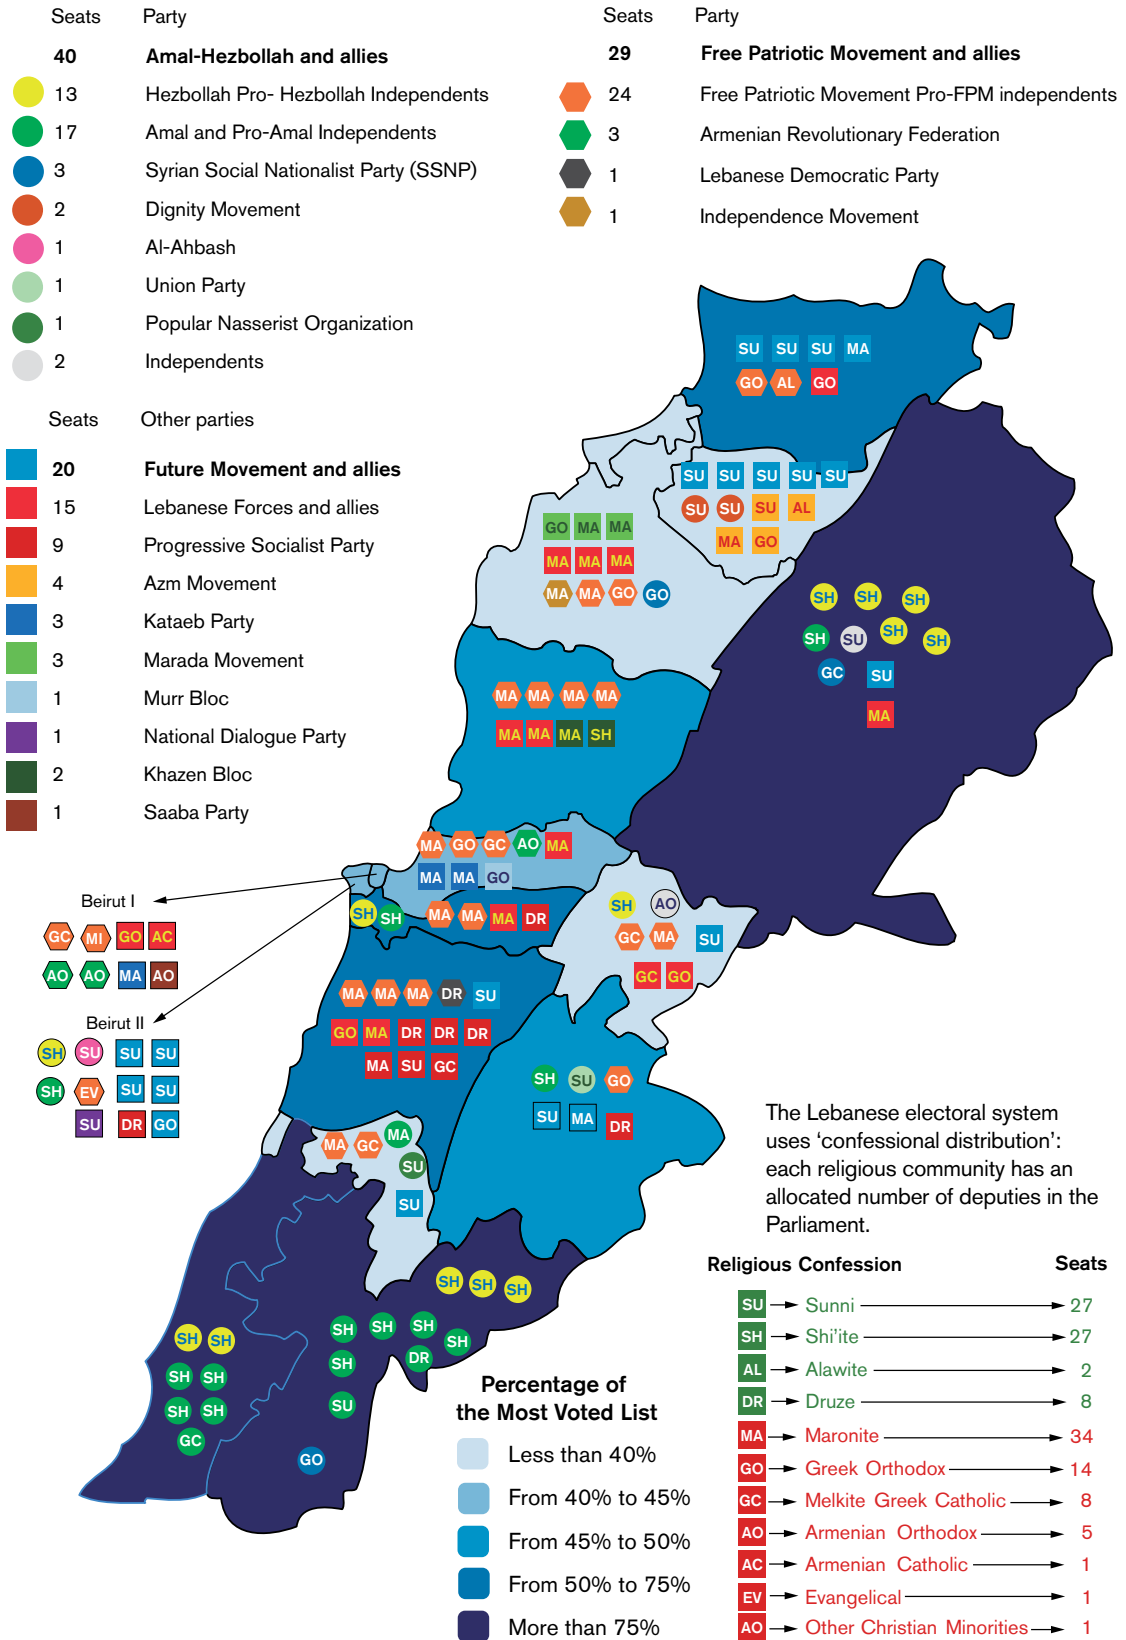 Seats Party
40 Amal-Hezbollah and allies
13 Hezbollah Pro- Hezbollah Independents
17 Amal and Pro-Amal Independents
3 Syrian Social Nationalist Party (SSNP)
2 Dignity Movement
1 Al-Ahbash
1 Union Party
1 Popular Nasserist Organization
2 Independents
Seats Party
29 Free Patriotic Movement and allies
24 Free Patriotic Movement Pro-FPM independents
3 Armenian Revolutionary Federation
1 Lebanese Democratic Party
1 Independence Movement
Seats Other parties
20 Future Movement and allies
15 Lebanese Forces and allies
9 Progressive Socialist Party
4 Azm Movement
3 Kataeb Party
3 Marada Movement
1 Murr Bloc
1 National Dialogue Party
2 Khazen Bloc
1 Saaba Party
SU SU SU MA
GO AL GO
SU SU SU SU SU
SU SU SU AL
MA GO
GO MA MA
MA MA MA
MA MA GO GO
SH SH SH
SH SU SH SH
GC SU
MA
MA MA MA MA
MA MA MA SH
MA GO GC AO MA
MA MA GO
SH SH MA MA MA DR
SH AO
GC MA SU
GC GO
Beirut I
GC MI GO AC
AO AO MA AO
Beirut II
SH SU SU SU
SH EV SU SU
SU DR GO
MA MA MA DR SU
GO MA DR DR DR
MA SU GC
SH SU GO
SU MA DR
MA GC MA
SU
SU
SH SH SH
SH SH SH SH
SH DR
SU
GO
SH SH
SH SH
SH SH
GC
The Lebanese electoral system
uses ‘confessional distribution’:
each religious community has an
allocated number of deputies in the
Parliament.
Religious Confession Seats
SU Sunni 27
SH Shi’ite 27
AL Alawite 2
DR Druze 8
MA Maronite 34
GO Greek Orthodox 14
GC Melkite Greek Catholic 8
AO Armenian Orthodox 5
AC Armenian Catholic 1
EV Evangelical 1
AO Other Christian Minorities 1
Percentage of
the Most Voted List
Less than 40%
From 40% to 45%
From 45% to 50%
From 50% to 75%
More than 75%